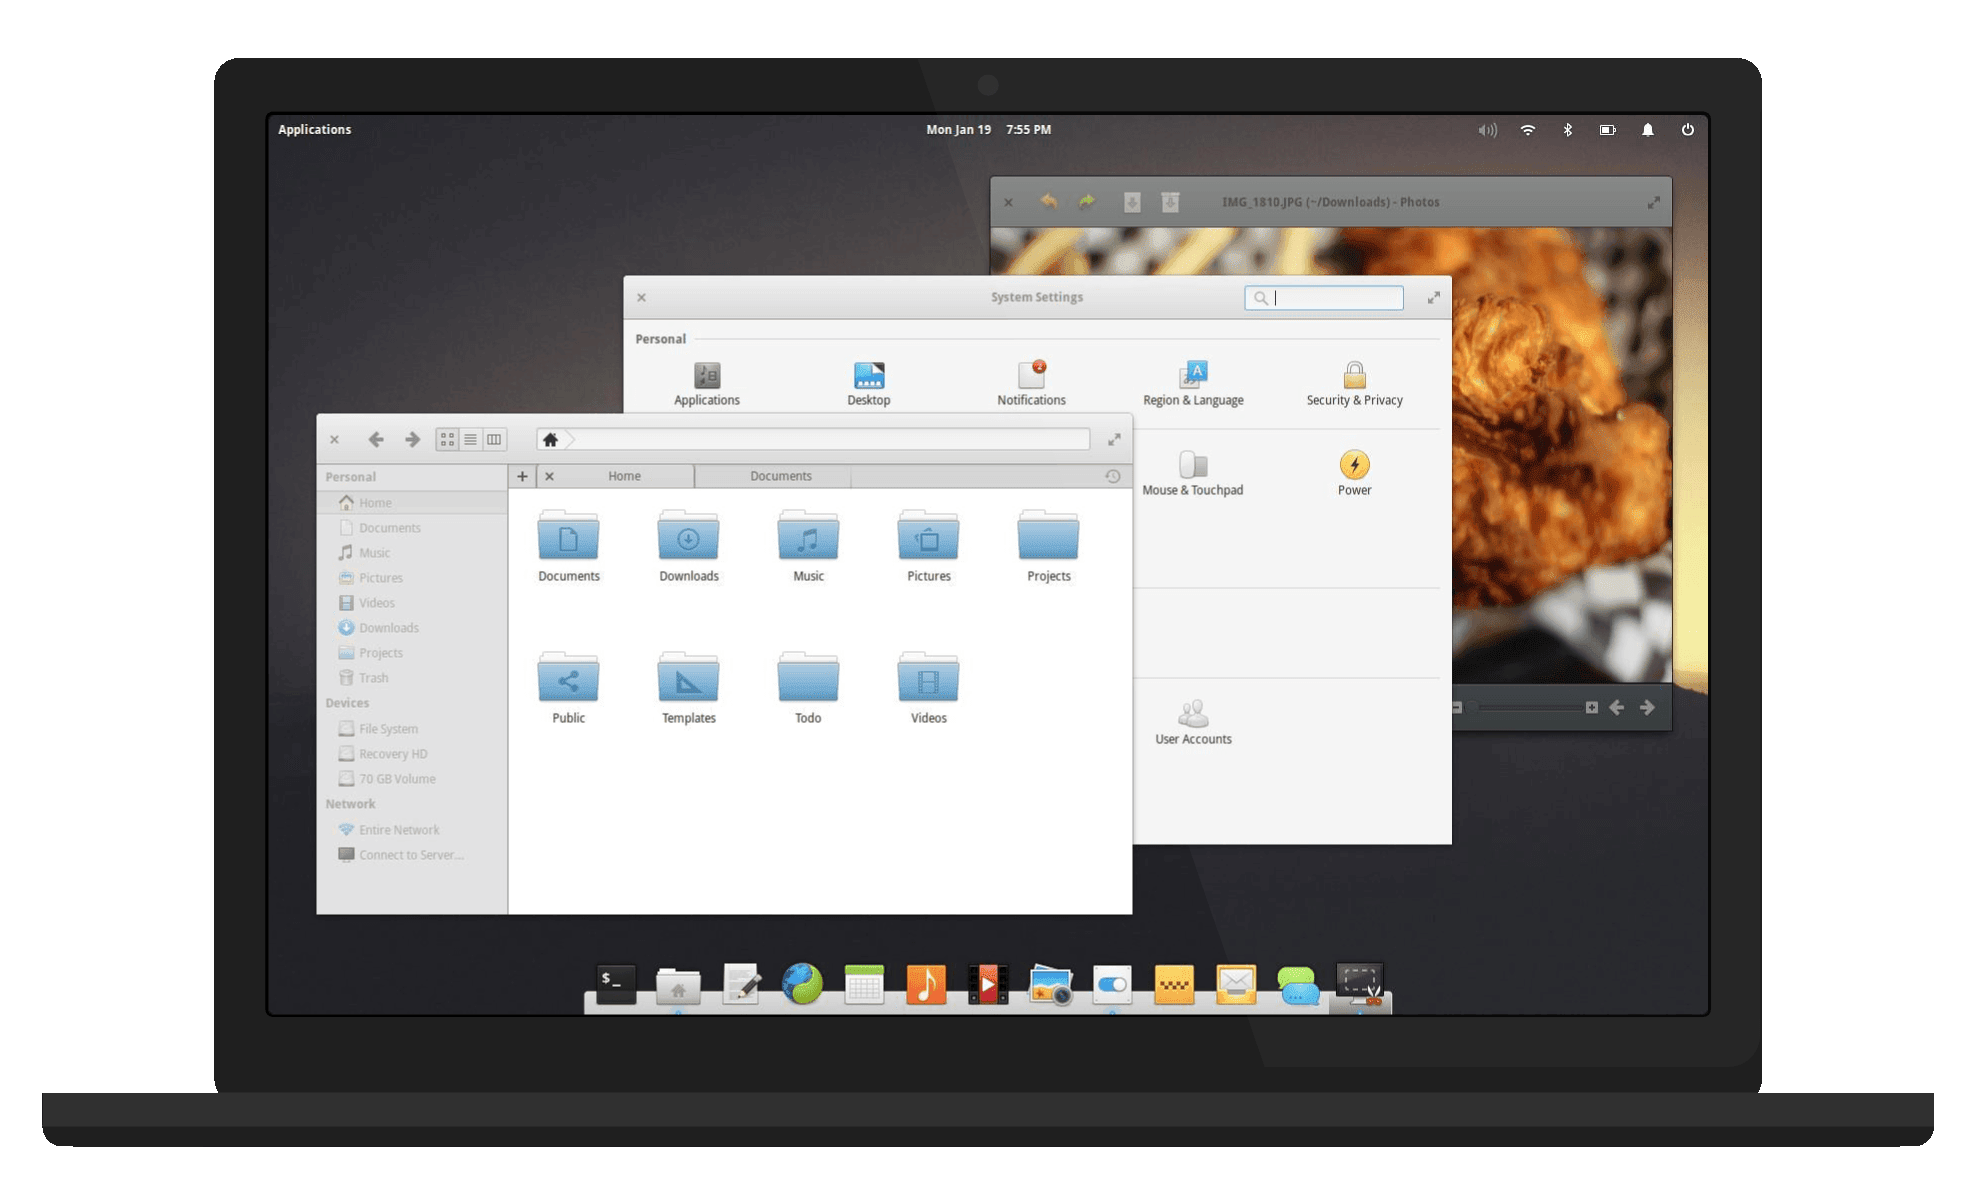 Applications
Mon Jan 19 7:55 PM
IMG_1810.JPG (~/Downloads) - Photos
System Settings
Personal
Applications
Desktop
Notifications
Region & Language
Security & Privacy
Mouse & Touchpad
Power
User Accounts
Personal
Home
Documents
Music
Pictures
Videos
Downloads
Projects
Trash
Devices
File System
Recovery HD
70 GB Volume
Network
Entire Network
Connect to Server...
Home
Documents
Documents
Downloads
Music
Pictures
Projects
Public
Templates
Todo
Videos
$_